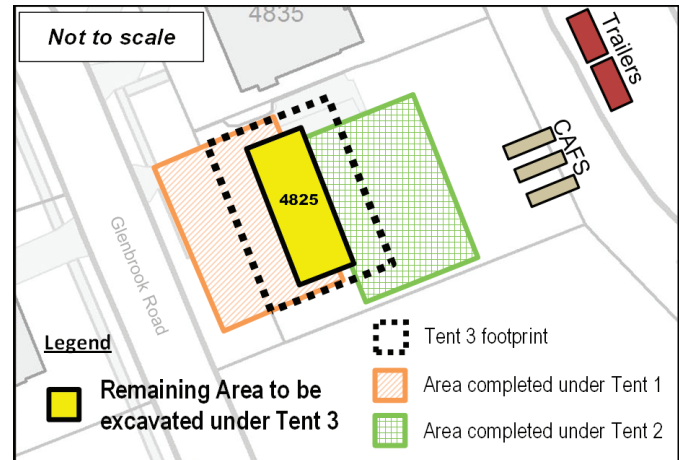 Not to scale
4835
Trailers
CAFS
4825
Glenbrook Road
Legend
Remaining Area to be
excavated under Tent 3
Tent 3 footprint
Area completed under Tent 1
Area completed under Tent 2